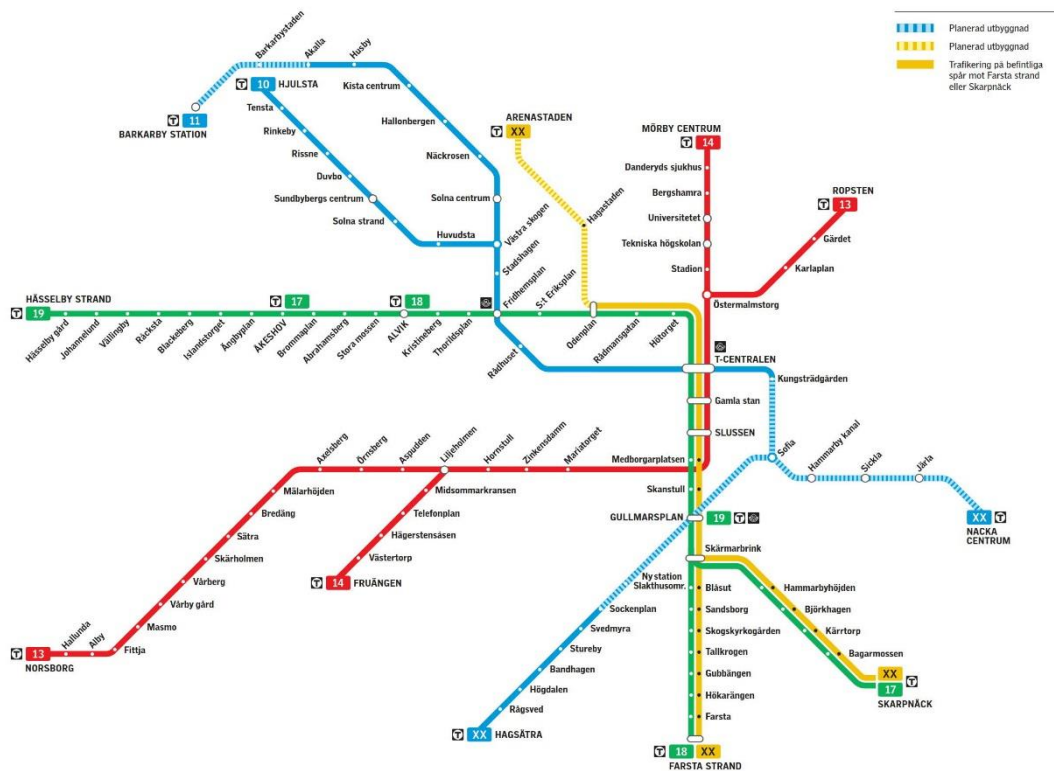 Planerad utbyggnad
Planerad utbyggnad
Trafikering på befintliga
spår mot Farsta strand
eller Skarpnäck
Barkarbystaden
Akalla
Husby
Kista centrum
Hallonbergen
Näckrosen
Solna centrum
Västra skogen
Stadshagen
Fridhemsplan
T 11
BARKARBY STATION
T 10 HJULSTA
Tensta
Rinkeby
Rissne
Duvbo
Sundbybergs centrum
Solna strand
Huvudsta
ARENASTADEN
T XX
Hagastaden
MÖRBY CENTRUM
T 14
Danderyds sjukhus
Bergshamra
Universitetet
Tekniska högskolan
Stadion
Östermalmstorg
ROPSTEN
T 13
Gärdet
Karlaplan
HÄSSELBY STRAND
T 19
Hässelby gård
Johannelund
Vällingby
Råcksta
Blackeberg
Islandstorget
Ängbyplan
T 17
ÅKESHOV
Brommaplan
Abrahamsberg
Stora mossen
T 18
ALVIK
Kristineberg
Thorildsplan
S:t Eriksplan
Odenplan
Rådmansgatan
Hötorget
Rådhuset
T-CENTRALEN
Kungsträdgården
Gamla stan
SLUSSEN
Medborgarplatsen
Skanstull
GULLMARSPLAN 19 T
Skärmarbrink
Sofia
Hammarby kanal
Sickla
Järla
XX T
NACKA
CENTRUM
Axelsberg
Örnsberg
Aspudden
Liljeholmen
Hornstull
Zinkensdamm
Mariatorget
Mälarhöjden
Bredäng
Sätra
Skärholmen
Vårberg
Vårby gård
Masmo
Fittja
Alby
Hallunda
T 13
NORSBORG
Midsommarkransen
Telefonplan
Hägerstensåsen
Västertorp
T 14 FRUÄNGEN
Ny station
Slakthusomr.
Sockenplan
Svedmyra
Stureby
Bandhagen
Högdalen
Rågsved
T XX HAGSÄTRA
Blåsut
Sandsborg
Skogskyrkogården
Tallkrogen
Gubbängen
Hökarängen
Farsta
T 18 XX
FARSTA STRAND
Hammarbyhöjden
Björkhagen
Kärrtorp
Bagarmossen
XX
17 T
SKARPNÄCK